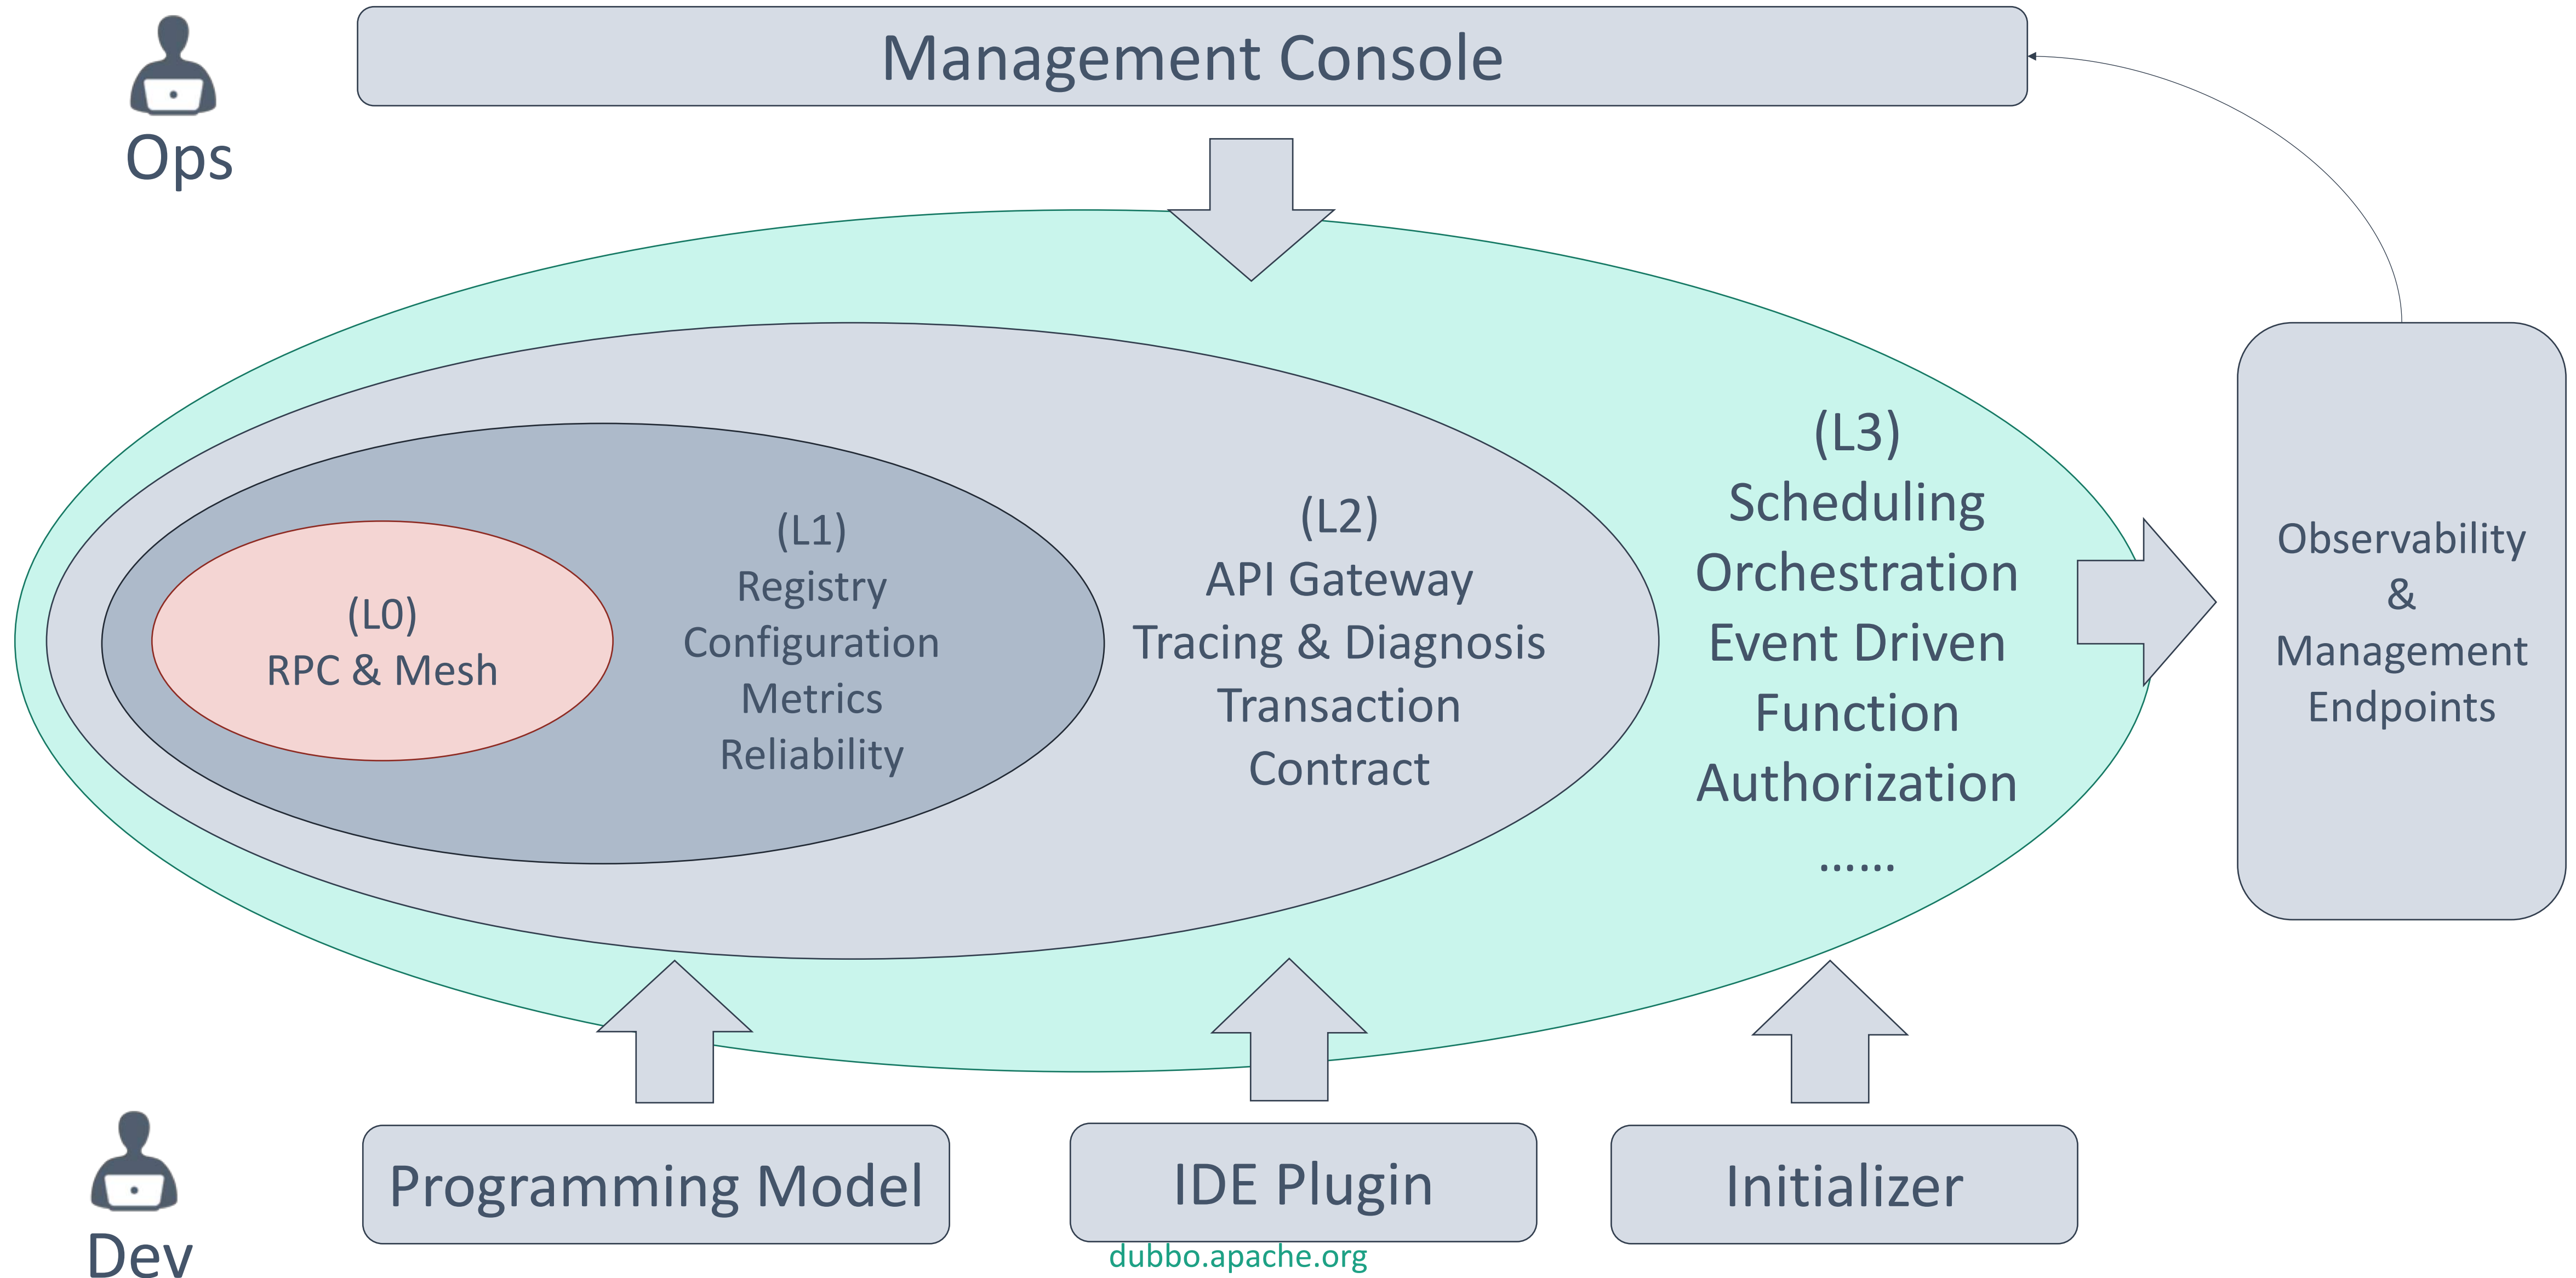 Management Console
Ops
(L0)
RPC & Mesh
(L1)
Registry
Configuration
Metrics
Reliability
(L2)
API Gateway
Tracing & Diagnosis
Transaction
Contract
(L3)
Scheduling
Orchestration
Event Driven
Function
Authorization
……
Observability
&
Management
Endpoints
Dev
Programming Model
IDE Plugin
Initializer
dubbo.apache.org